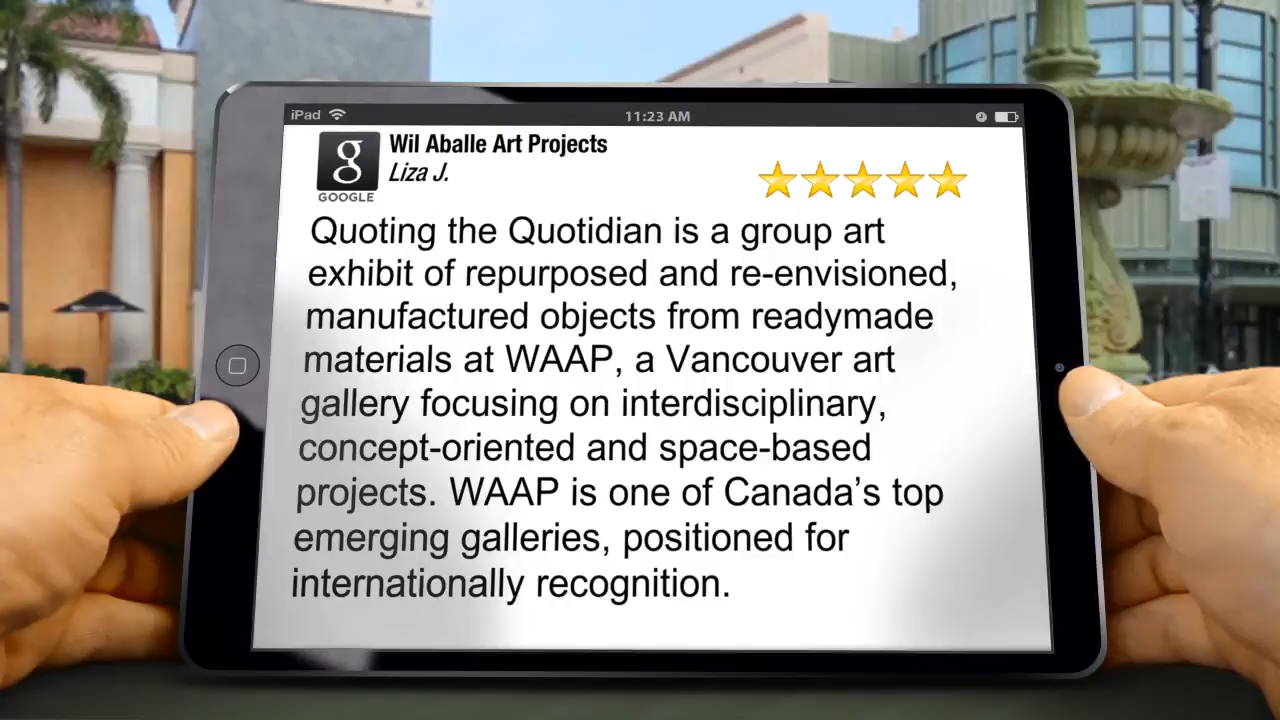 iPad 11:23 AM
g
GOOGLE
Wil Aballe Art Projects
Liza J.
Quoting the Quotidian is a group art
exhibit of repurposed and re-envisioned,
manufactured objects from readymade
materials at WAAP, a Vancouver art
gallery focusing on interdisciplinary,
concept-oriented and space-based
projects. WAAP is one of Canada’s top
emerging galleries, positioned for
internationally recognition.